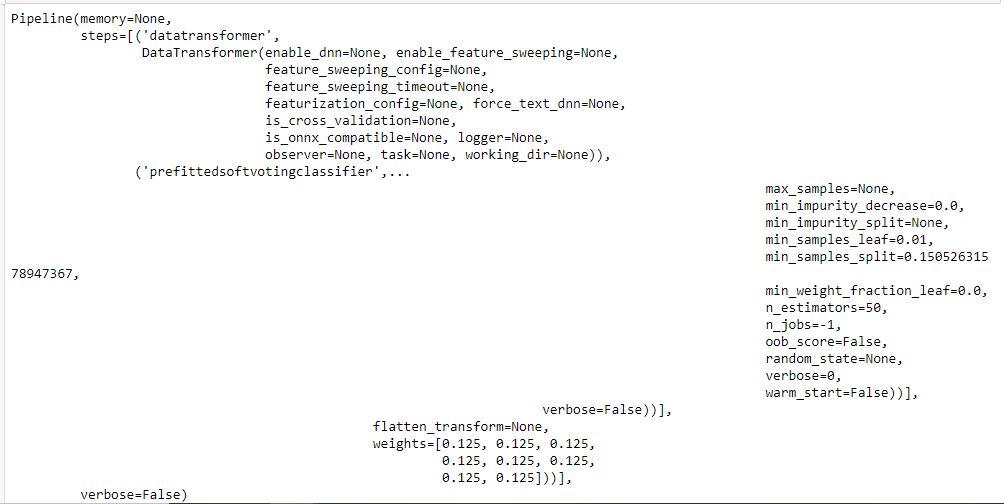 Pipeline(memory=None,
steps=[('datatransformer',
DataTransformer(enable_dnn=None, enable_feature_sweeping=None,
feature_sweeping_config=None,
feature_sweeping_timeout=None,
featurization_config=None, force_text_dnn=None,
is_cross_validation=None,
is_onnx_compatible=None, logger=None,
observer=None, task=None, working_dir=None)),
('prefittedsoftvotingclassifier',...
max_samples=None,
min_impurity_decrease=0.0,
min_impurity_split=None,
min_samples_leaf=0.01,
min_samples_split=0.150526315
78947367,
min_weight_fraction_leaf=0.0,
n_estimators=50,
n_jobs=-1,
oob_score=False,
random_state=None,
verbose=0,
warm_start=False))],
verbose=False))],
flatten_transform=None,
weights=[0.125, 0.125, 0.125,
0.125, 0.125, 0.125,
0.125, 0.125]))],
verbose=False)